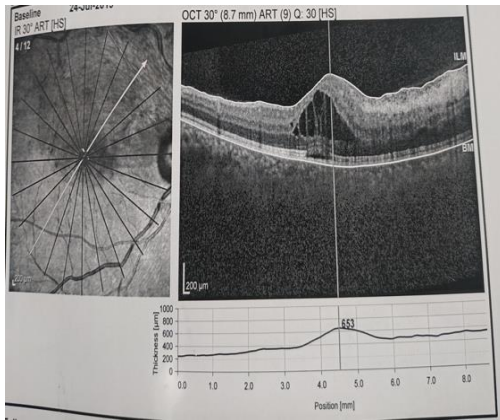 Baseline
IR 30° ART [HS]
4 / 12
200 µm
OCT 30° (8.7 mm) ART (9) Q: 30 [HS]
ILM
BM
200 µm
Thickness [µm]
1000
800
600
400
200
0
653
0.0 1.0 2.0 3.0 4.0 5.0 6.0 7.0 8.0
Position [mm]